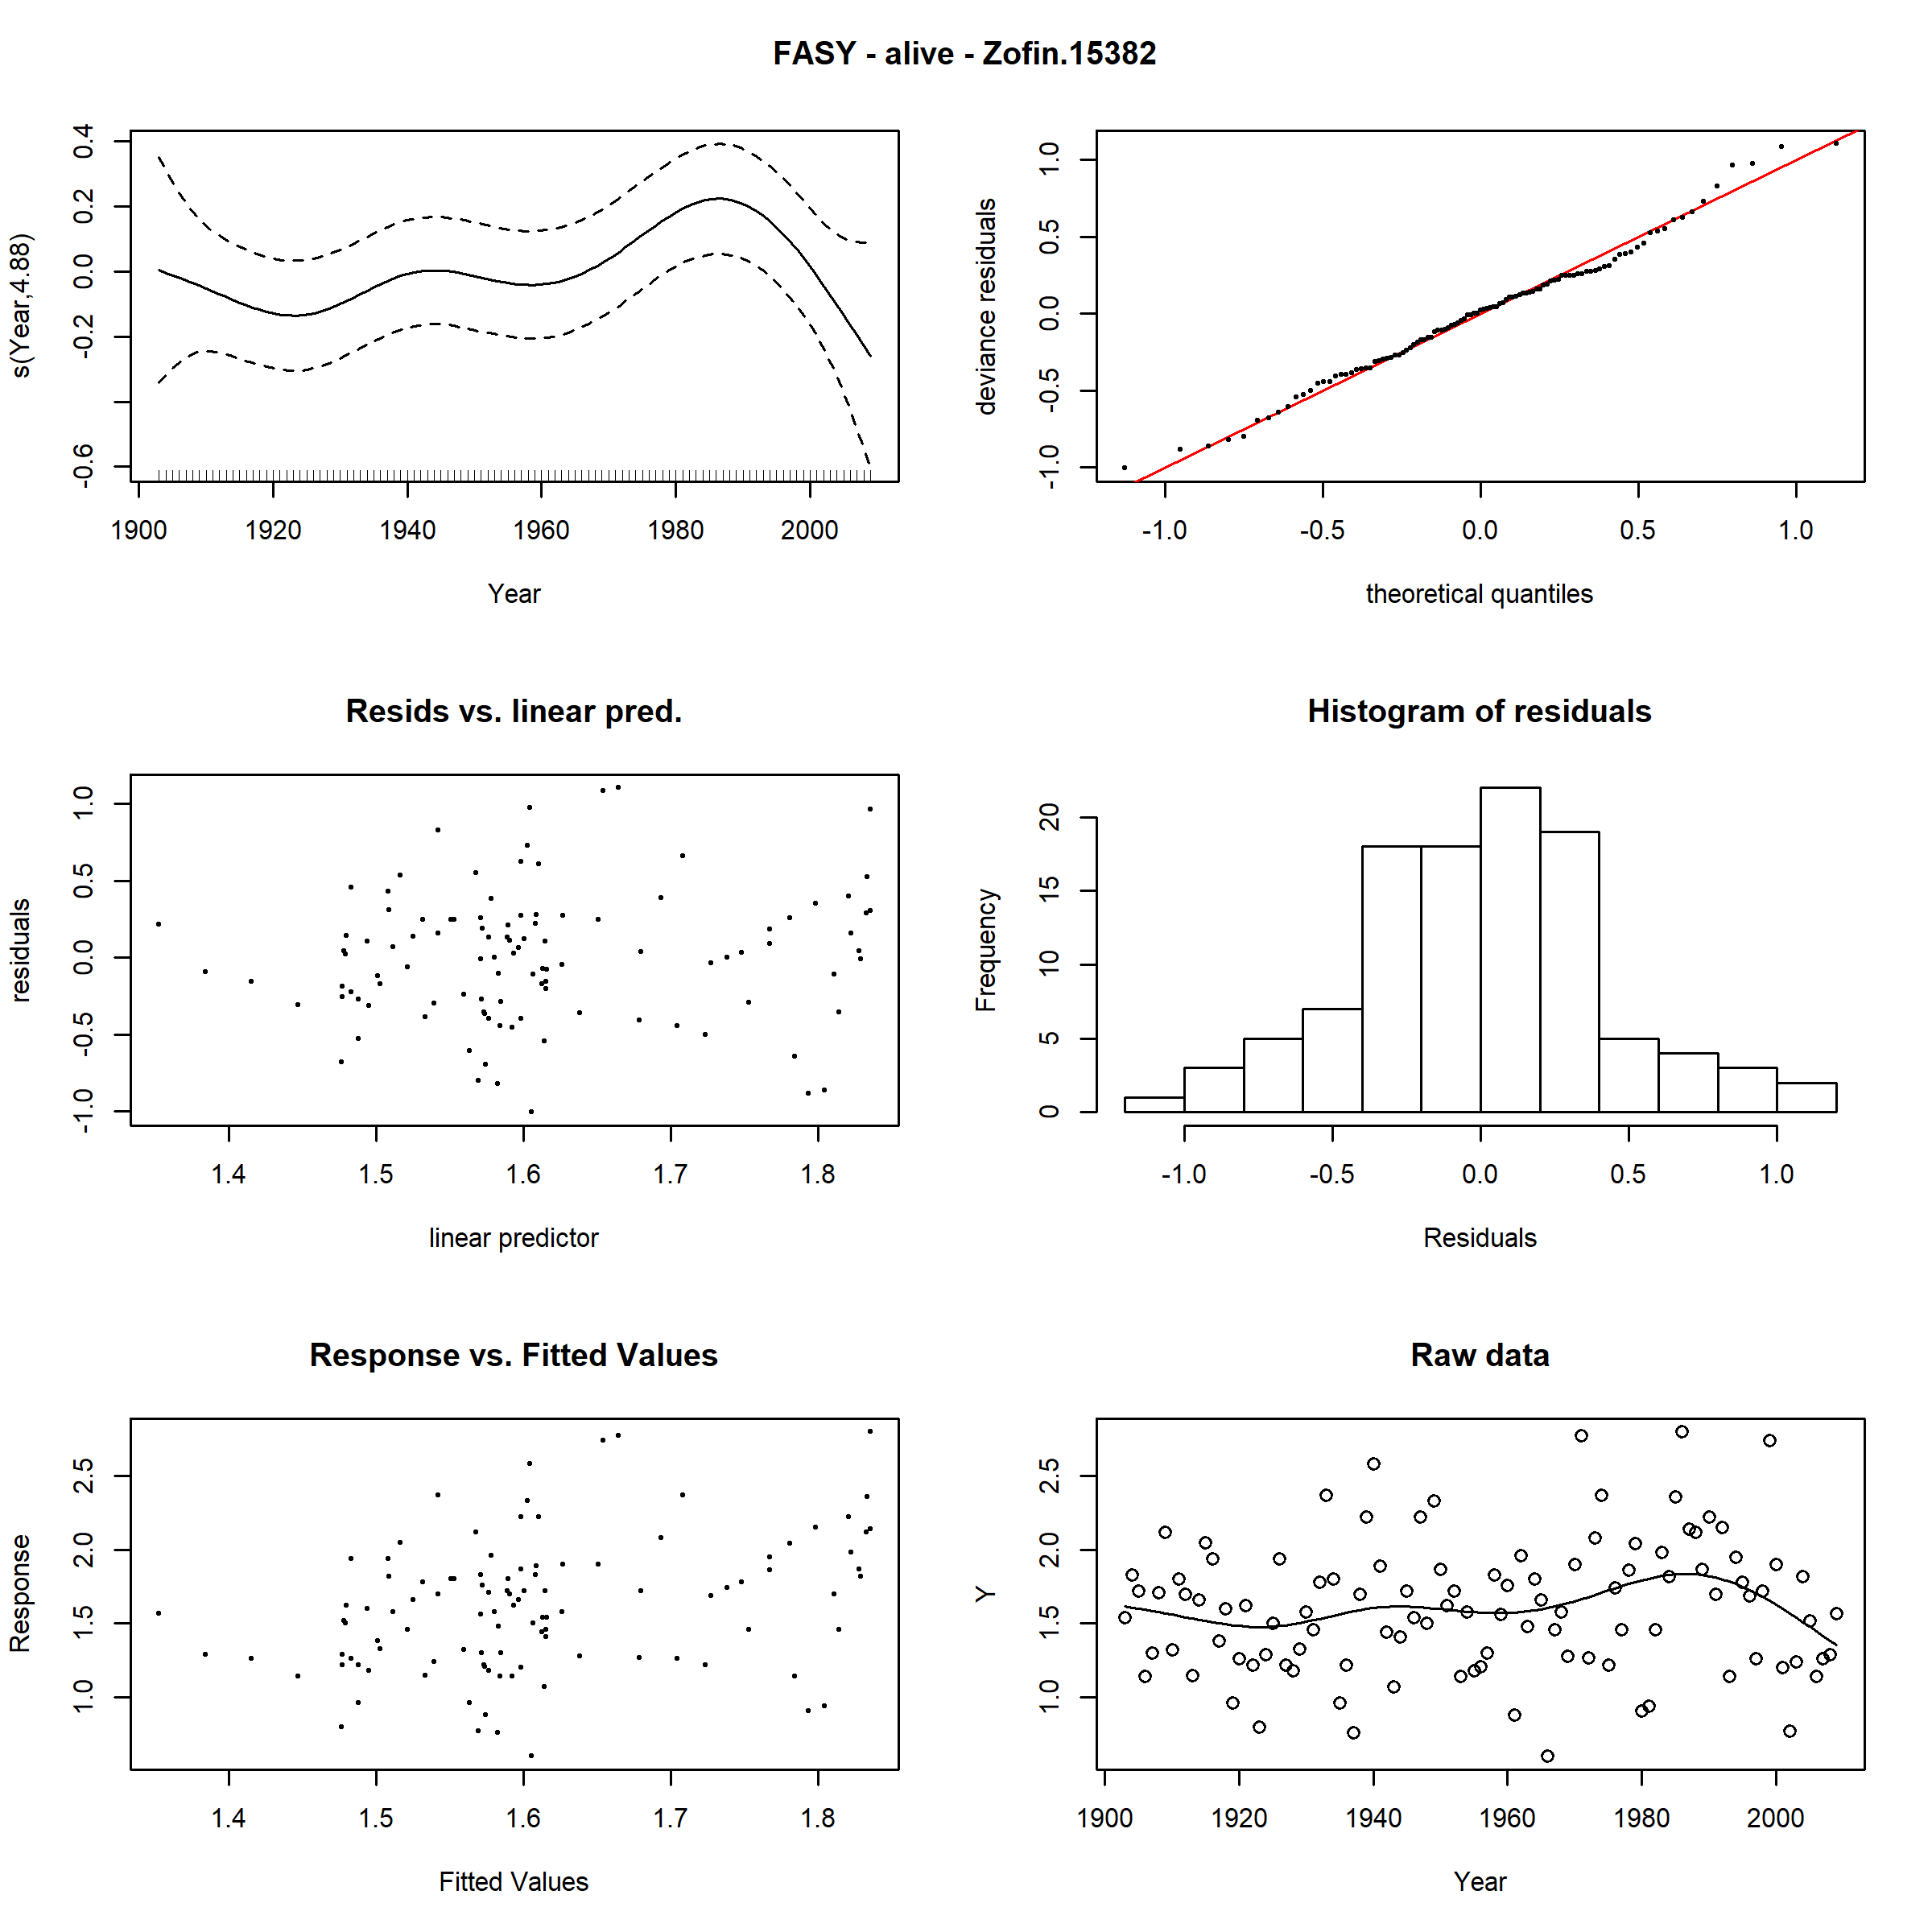 FASY - alive - Zofin.15382
s(Year,4.88)
0.4
0.2
0.0
-0.2
-0.6
1900 1920 1940 1960 1980 2000
Year
deviance residuals
1.0
0.5
0.0
-0.5
-1.0
-1.0 -0.5 0.0 0.5 1.0
theoretical quantiles
Resids vs. linear pred.
residuals
1.0
0.5
0.0
-0.5
-1.0
1.4 1.5 1.6 1.7 1.8
linear predictor
Histogram of residuals
Frequency
20
15
10
5
0
-1.0 -0.5 0.0 0.5 1.0
Residuals
Response vs. Fitted Values
Response
2.5
2.0
1.5
1.0
1.4 1.5 1.6 1.7 1.8
Fitted Values
Raw data
Y
2.5
2.0
1.5
1.0
1900 1920 1940 1960 1980 2000
Year